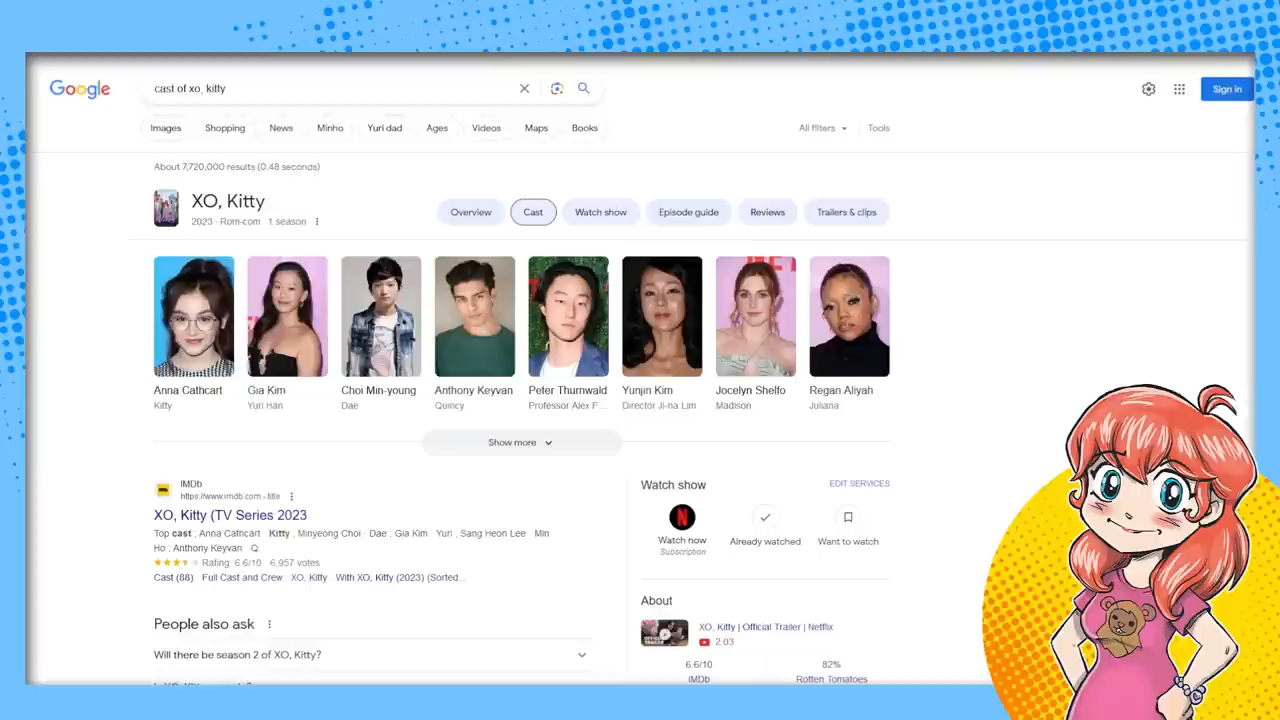 Google
cast of xo, kitty
Sign in
Images
Shopping
News
Minho
Yuri dad
Ages
Videos
Maps
Books
All filters
Tools
About 7,720,000 results (0.48 seconds)
XO, Kitty
2023 · Rom-com · 1 season
Overview
Cast
Watch show
Episode guide
Reviews
Trailers & clips
Anna Cathcart
Kitty
Gia Kim
Yuri Han
Choi Min-young
Dae
Anthony Keyvan
Quincy
Peter Thurnwald
Professor Alex F...
Yunjin Kim
Director Ji-na Lim
Jocelyn Shelfo
Madison
Regan Aliyah
Juliana
Show more
IMDb
https://www.imdb.com › title
XO, Kitty (TV Series 2023
Top cast , Anna Cathcart · Kitty , Minyeong Choi · Dae , Gia Kim · Yuri , Sang Heon Lee · Min
Ho ; Anthony Keyvan · Q.
Rating: 6.6/10 · 6,957 votes
Cast (88) · Full Cast and Crew · XO, Kitty · With XO, Kitty (2023) (Sorted...
People also ask
Will there be season 2 of XO, Kitty?
Watch show
EDIT SERVICES
N
Watch now
Subscription
Already watched
Want to watch
About
XO, Kitty | Official Trailer | Netflix
2:03
6.6/10
IMDb
82%
Rotten Tomatoes